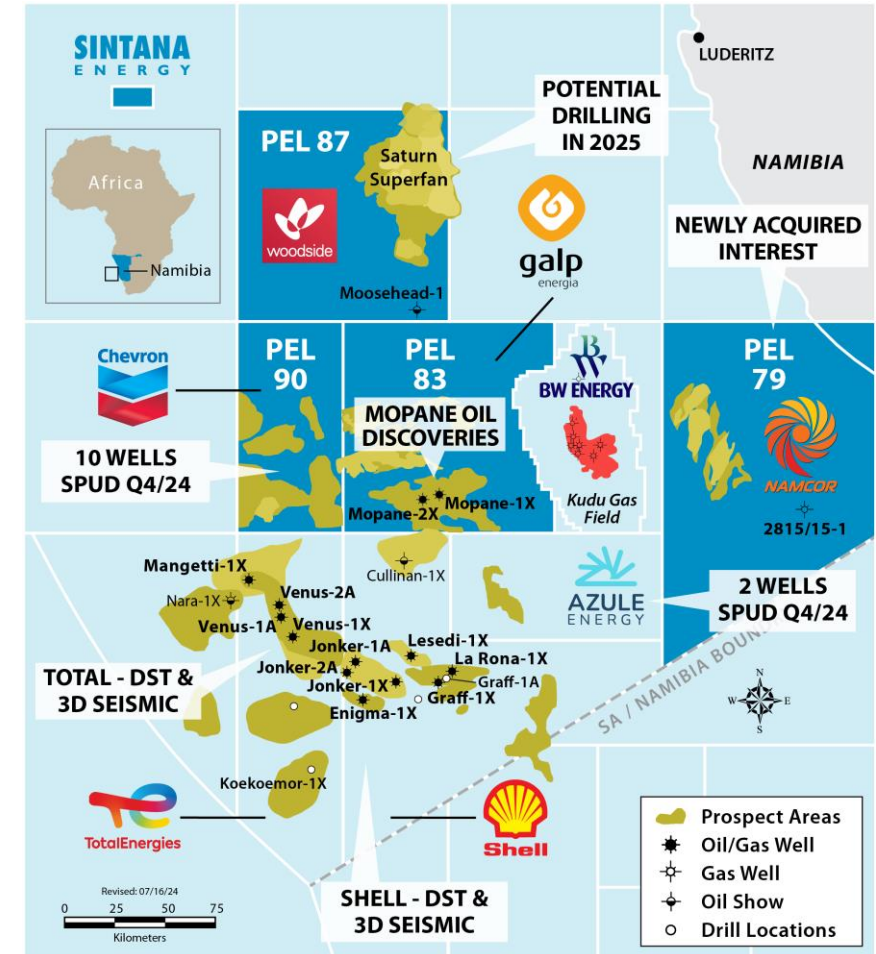 SINTANA
ENERGY
LUDERITZ
POTENTIAL
DRILLING
IN 2025
PEL 87
Saturn
Superfan
NAMIBIA
Africa
Namibia
woodside
galp
energia
NEWLY ACQUIRED
INTEREST
Moosehead-1
Chevron
PEL
90
PEL
83
BW
BW ENERGY
PEL
79
MOPANE OIL
DISCOVERIES
10 WELLS
SPUD Q4/24
Mopane-1X
Mopane-2X
Kudu Gas
Field
NAMCOR
2815/15-1
Mangetti-1X
Cullinan-1X
Nara-1X
Venus-2A
Venus-1A
Venus-1X
AZULE
ENERGY
2 WELLS
SPUD Q4/24
Jonker-1A
Lesedi-1X
Jonker-2A
La Rona-1X
Jonker-1X
Graff-1A
Graff-1X
Enigma-1X
TOTAL - DST &
3D SEISMIC
SA / NAMIBIA BOUND
N
W
E
S
Koekoemor-1X
TotalEnergies
Shell
Prospect Areas
Oil/Gas Well
Gas Well
Oil Show
Drill Locations
Revised: 07/16/24
0 25 50 75
Kilometers
SHELL - DST &
3D SEISMIC